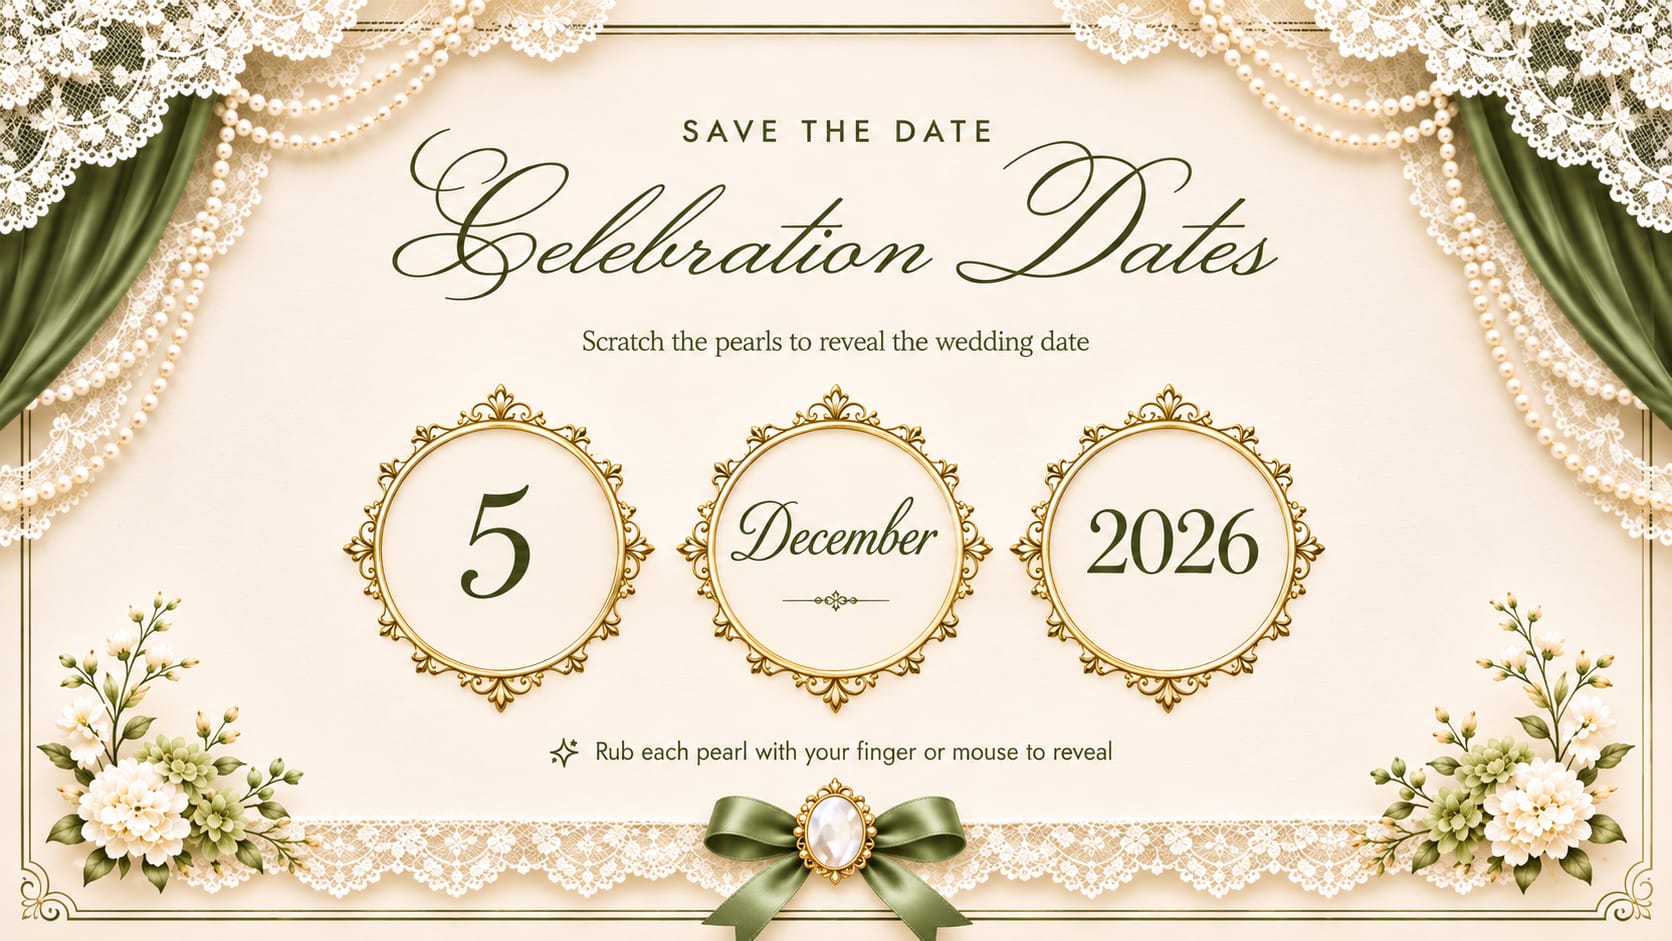 SAVE THE DATE
Celebration Dates
Scratch the pearls to reveal the wedding date
5
December
2026
Rub each pearl with your finger or mouse to reveal